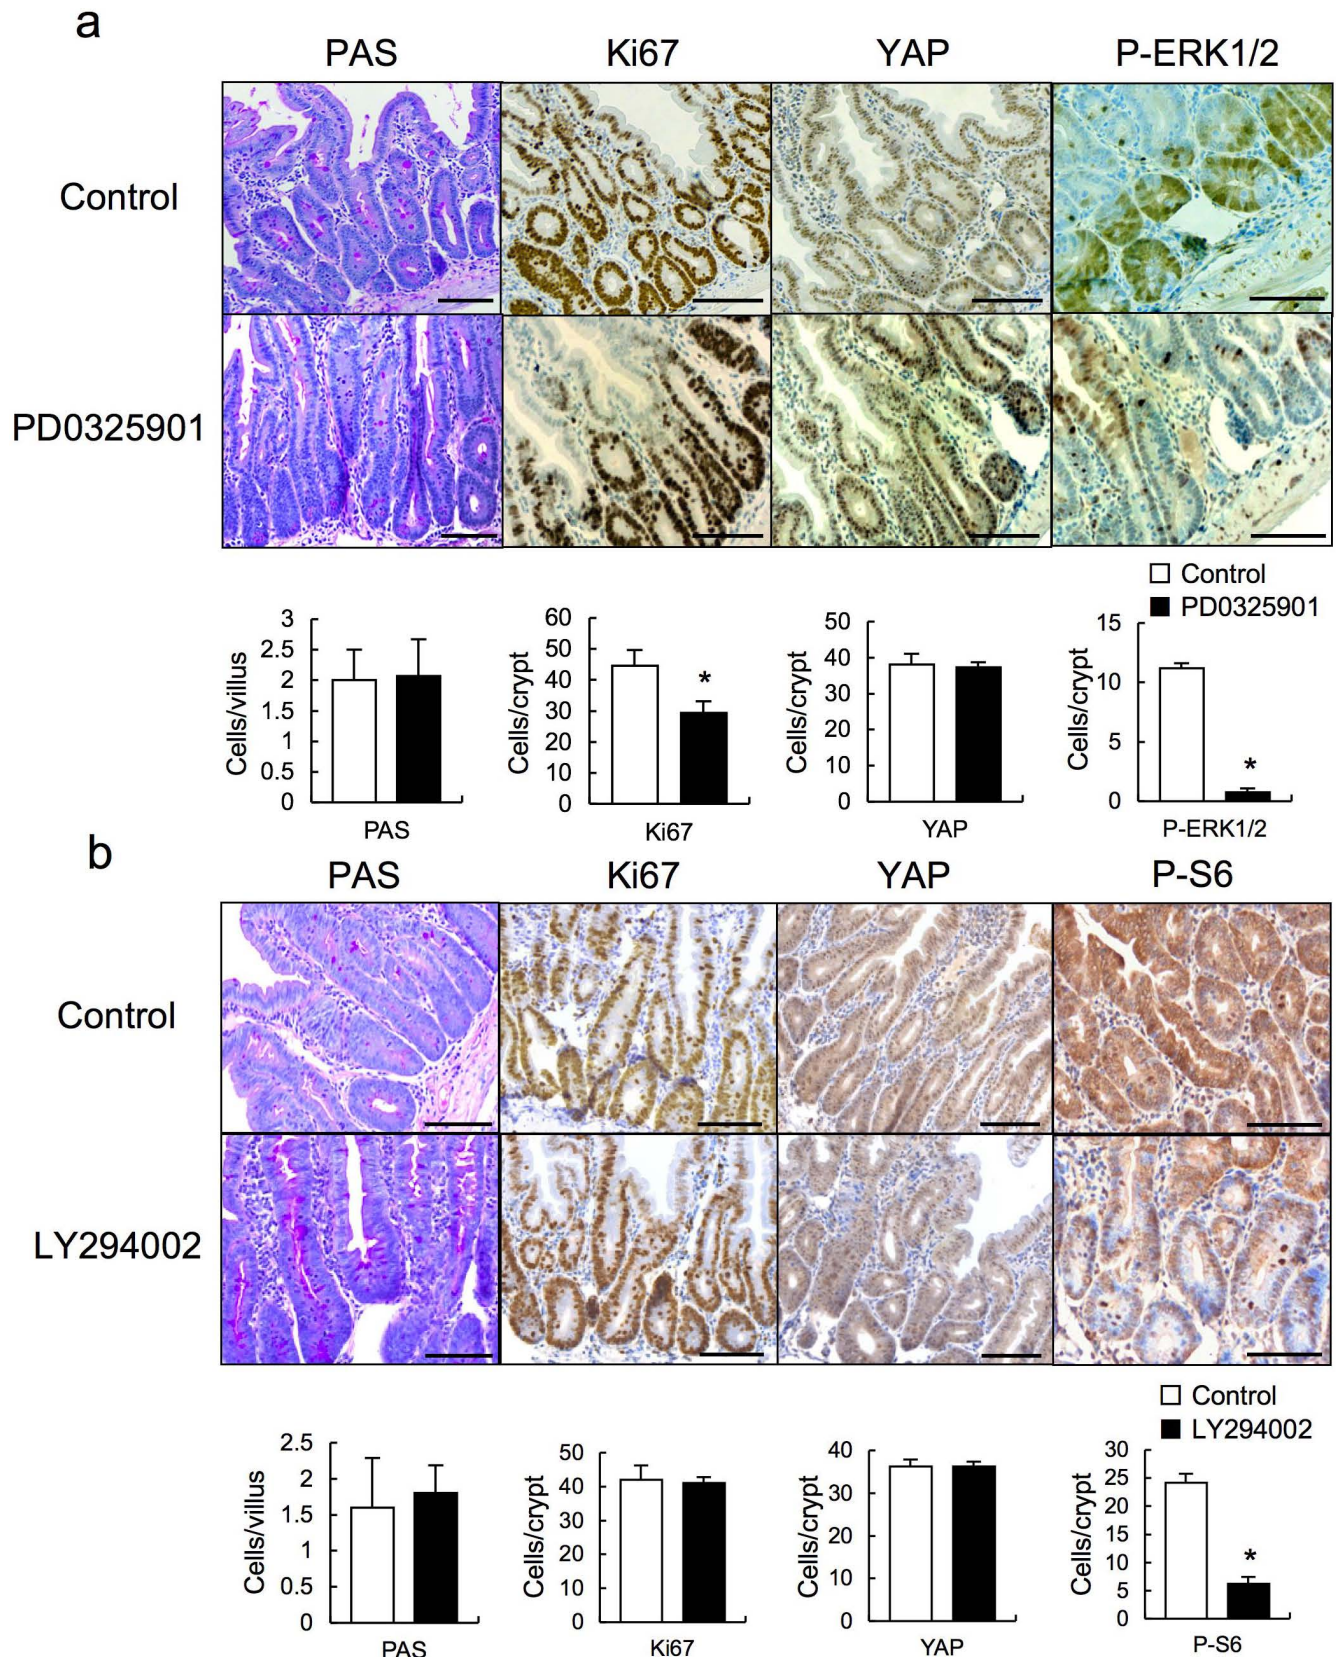 a
PAS Ki67 YAP P-ERK1/2
Control
PD0325901
Control
PD0325901
3
2.5
2
1.5
1
0.5
0
Cells/villus
PAS
60
50
40
30
20
10
0
Cells/crypt
*
Ki67
50
40
30
20
10
0
Cells/crypt
YAP
15
10
5
0
Cells/crypt
*
P-ERK1/2
b
PAS Ki67 YAP P-S6
Control
LY294002
Control
LY294002
2.5
2
1.5
1
0.5
0
Cells/villus
PAS
50
40
30
20
10
0
Cells/crypt
Ki67
40
30
20
10
0
Cells/crypt
YAP
30
25
20
15
10
5
0
Cells/crypt
*
P-S6